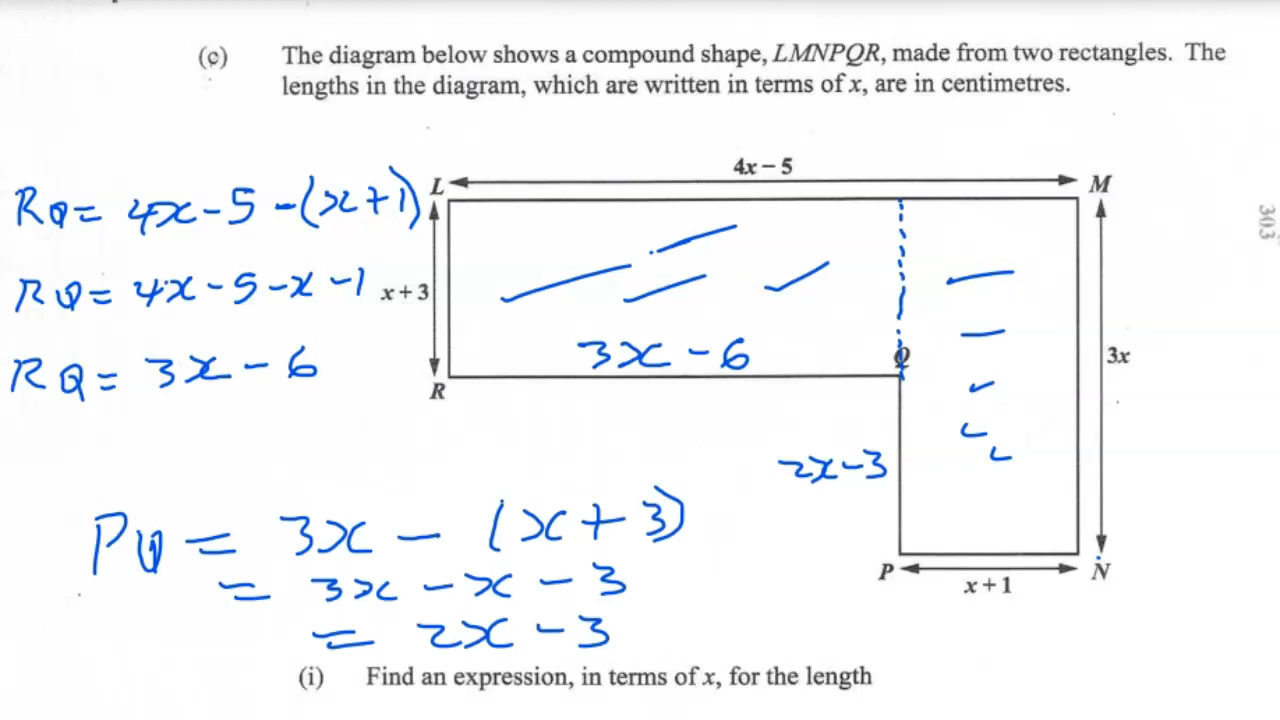 (c) The diagram below shows a compound shape, LMNPQR, made from two rectangles. The
lengths in the diagram, which are written in terms of x, are in centimetres.
4x – 5
L
M
RQ = 4x – 5 – (x + 1)
RQ = 4x – 5 – x – 1
x + 3
RQ = 3x – 6
3x – 6
Q
3x
R
303
2x – 3
PQ = 3x – (x + 3)
= 3x – x – 3
= 2x – 3
P
x + 1
N
(i) Find an expression, in terms of x, for the length